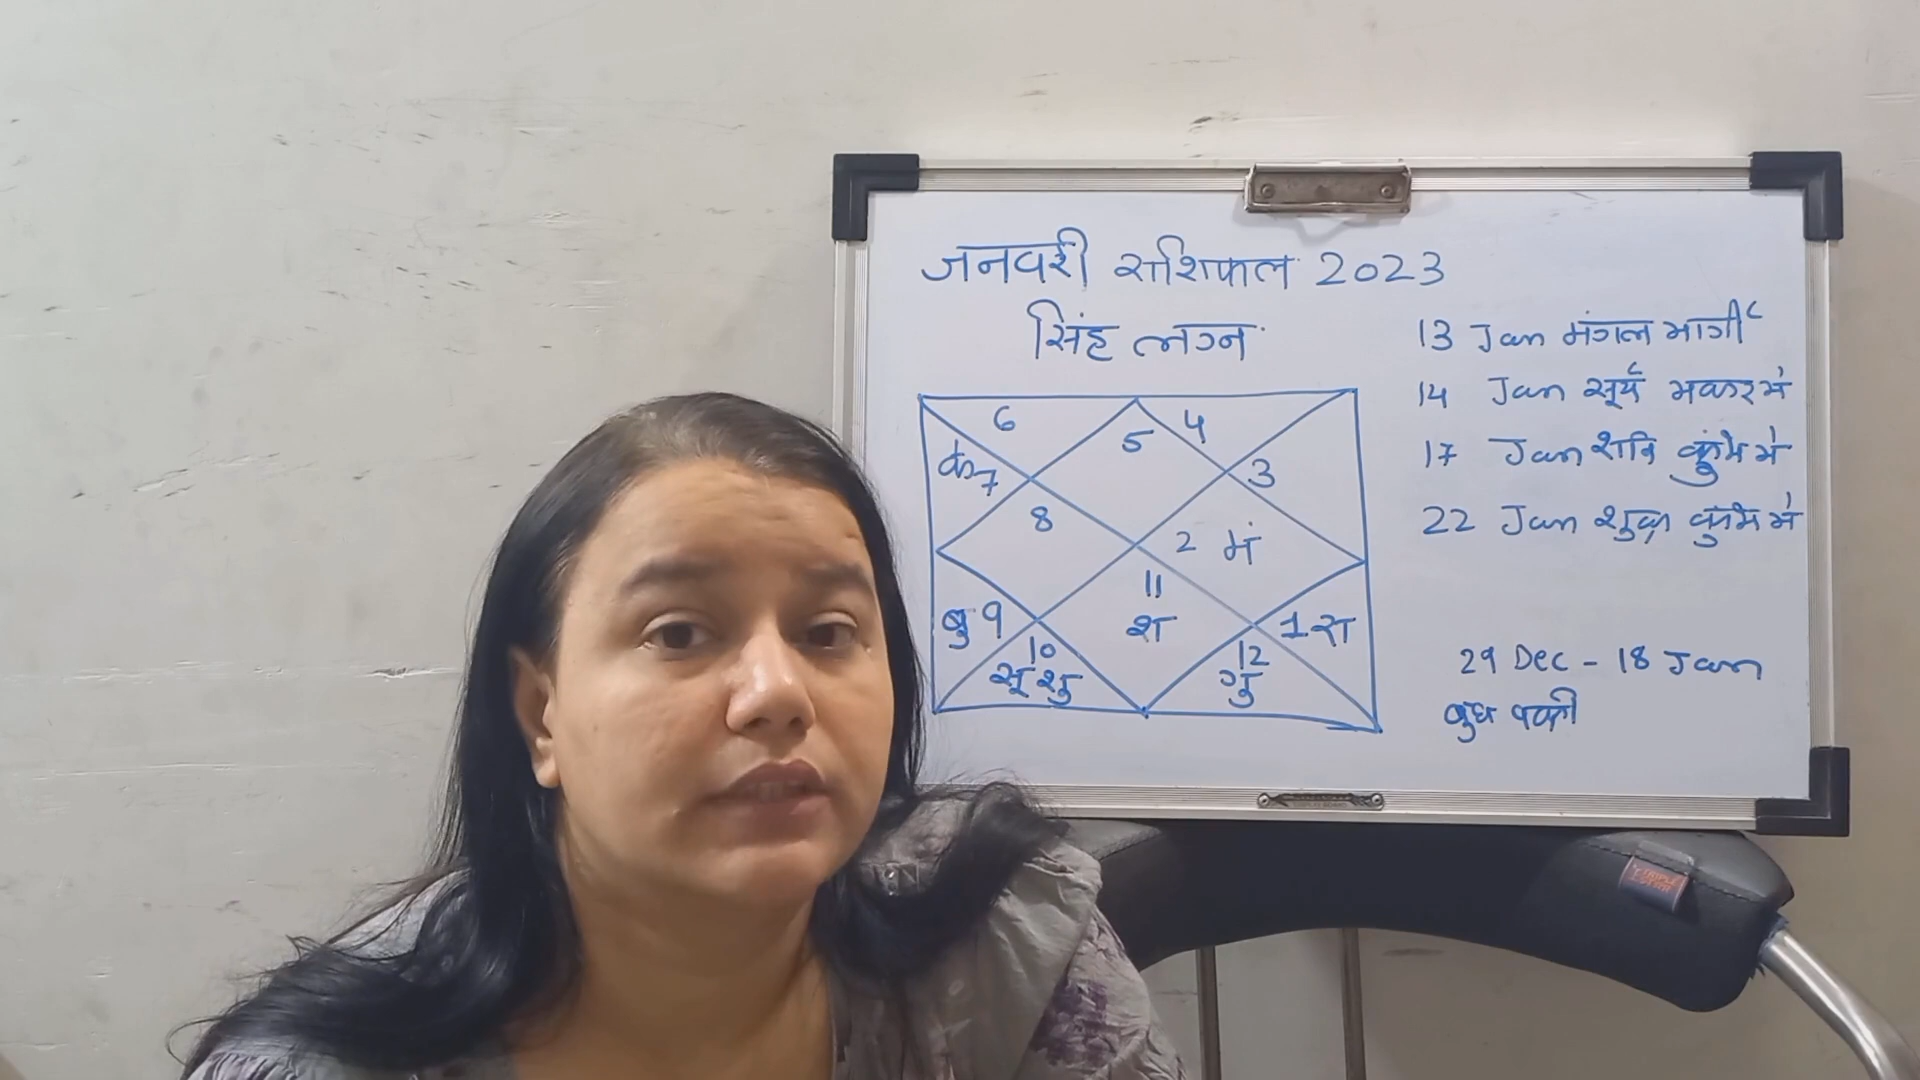 जनवरी राशिफल 2023
सिंह लग्न
13 Jan मंगल मार्गी
14 Jan सूर्य मकर में
17 Jan शनि कुंभ में
22 Jan शुक्र कुंभ में
6
5
4
के 7
3
8
2 मं
11
श
बु 9
1 रा
10
सू शु
12
गु
29 Dec - 18 Jan
बुध वक्री